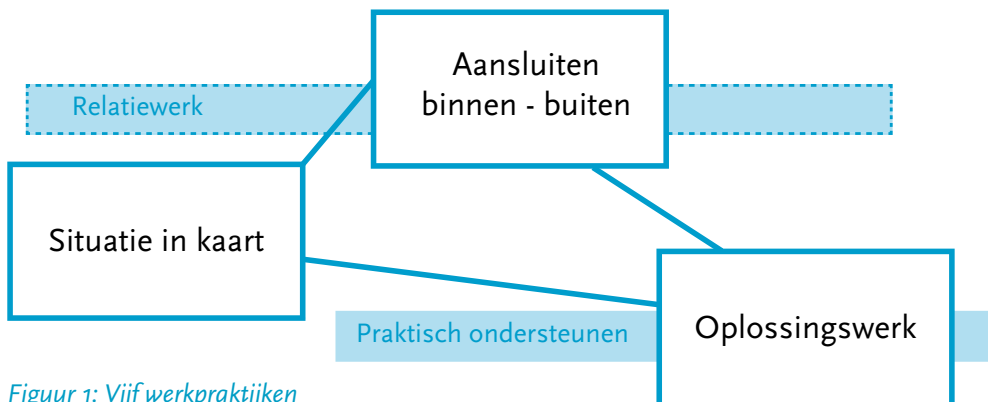 Aansluiten
binnen - buiten
Relatiewerk
Situatie in kaart
Praktisch ondersteunen
Oplossingswerk
Figuur 1: Vijf werkpraktijken